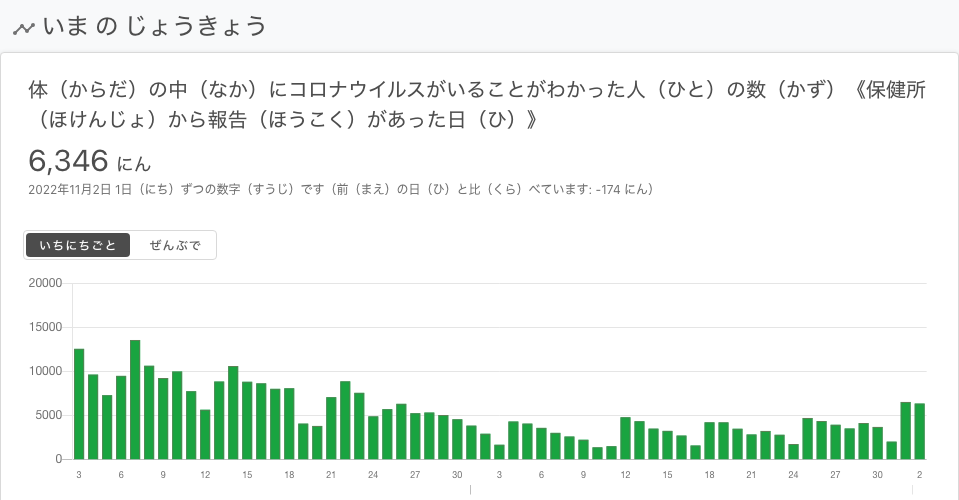 いま の じょうきょう
体（からだ）の中（なか）にコロナウイルスがいることがわかった人（ひと）の数（かず）《保健所
（ほけんじょ）から報告（ほうこく）があった日（ひ）》
6,346 にん
2022年11月2日 1日（にち）ずつの数字（すうじ）です（前（まえ）の日（ひ）と比（くら）べています: -174 にん）
いちにちごと ぜんぶで
20000
15000
10000
5000
0
3 6 9 12 15 18 21 24 27 30 3 6 9 12 15 18 21 24 27 30 2